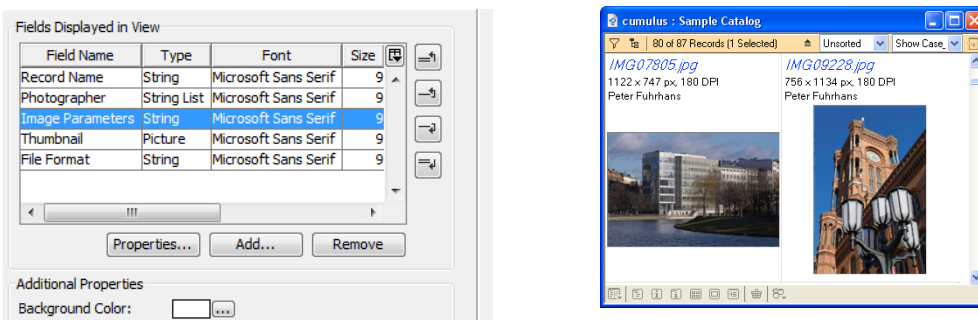 Fields Displayed in View
Field Name Type Font Size
Record Name String Microsoft Sans Serif 9
Photographer String List Microsoft Sans Serif 9
Image Parameters String Microsoft Sans Serif 9
Thumbnail Picture Microsoft Sans Serif 9
File Format String Microsoft Sans Serif 9
Properties... Add... Remove
Additional Properties
Background Color: ...
cumulus : Sample Catalog
80 of 87 Records (1 Selected) Unsorted Show Case_
IMG07805.jpg
1122 x 747 px, 180 DPI
Peter Fuhrhans
IMG09228.jpg
756 x 1134 px, 180 DPI
Peter Fuhrhans